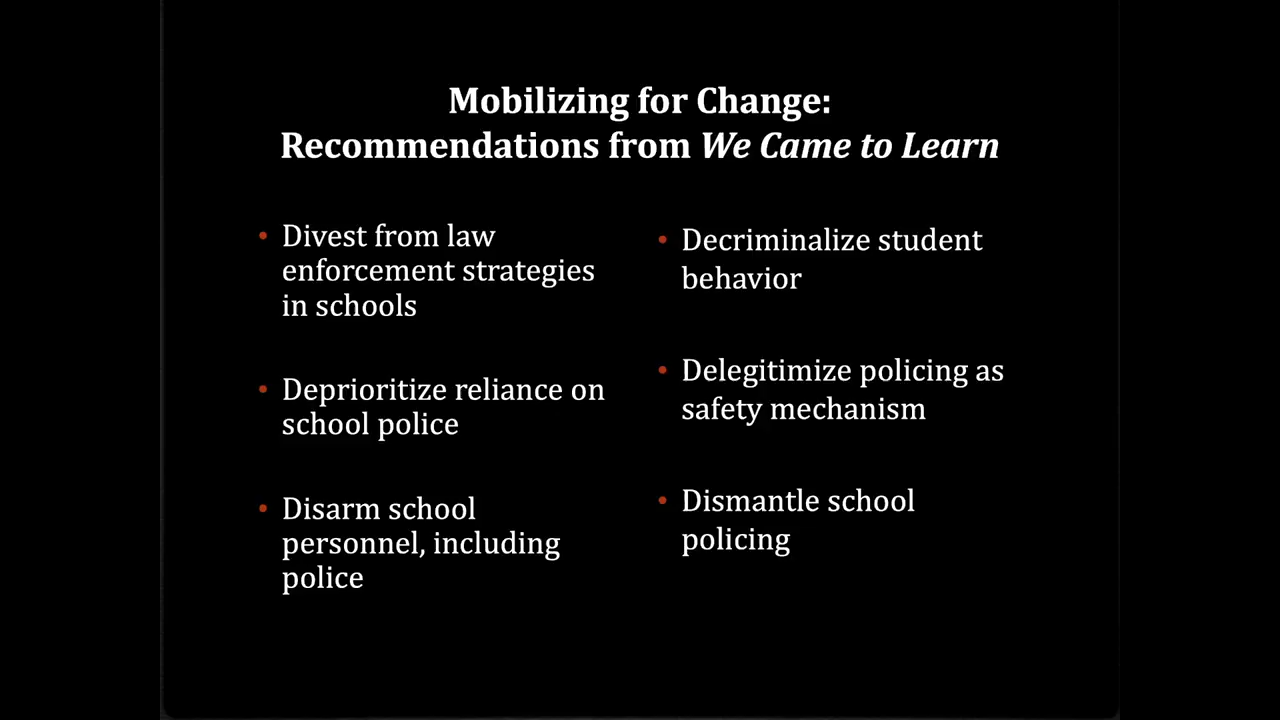 Mobilizing for Change:
Recommendations from We Came to Learn
• Divest from law
enforcement strategies
in schools
• Deprioritize reliance on
school police
• Disarm school
personnel, including
police
• Decriminalize student
behavior
• Delegitimize policing as
safety mechanism
• Dismantle school
policing